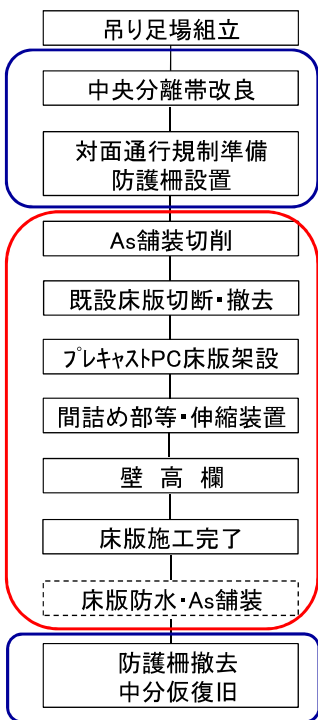 吊り足場組立
中央分離帯改良
対面通行規制準備
防護柵設置
As舗装切削
既設床版切断・撤去
プレキャストPC床版架設
間詰め部等・伸縮装置
壁 高 欄
床版施工完了
床版防水・As舗装
防護柵撤去
中分仮復旧